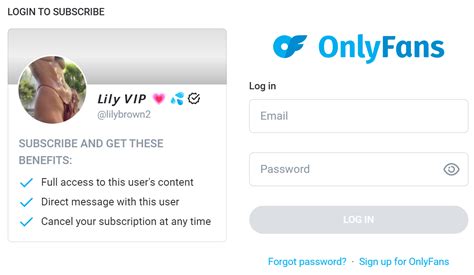 LOGIN TO SUBSCRIBE
Lily VIP 💗 💦
@lilybrown2
SUBSCRIBE AND GET THESE
BENEFITS:
Full access to this user's content
Direct message with this user
Cancel your subscription at any time
OnlyFans
Log in
Email
Password
LOG IN
Forgot password? · Sign up for OnlyFans